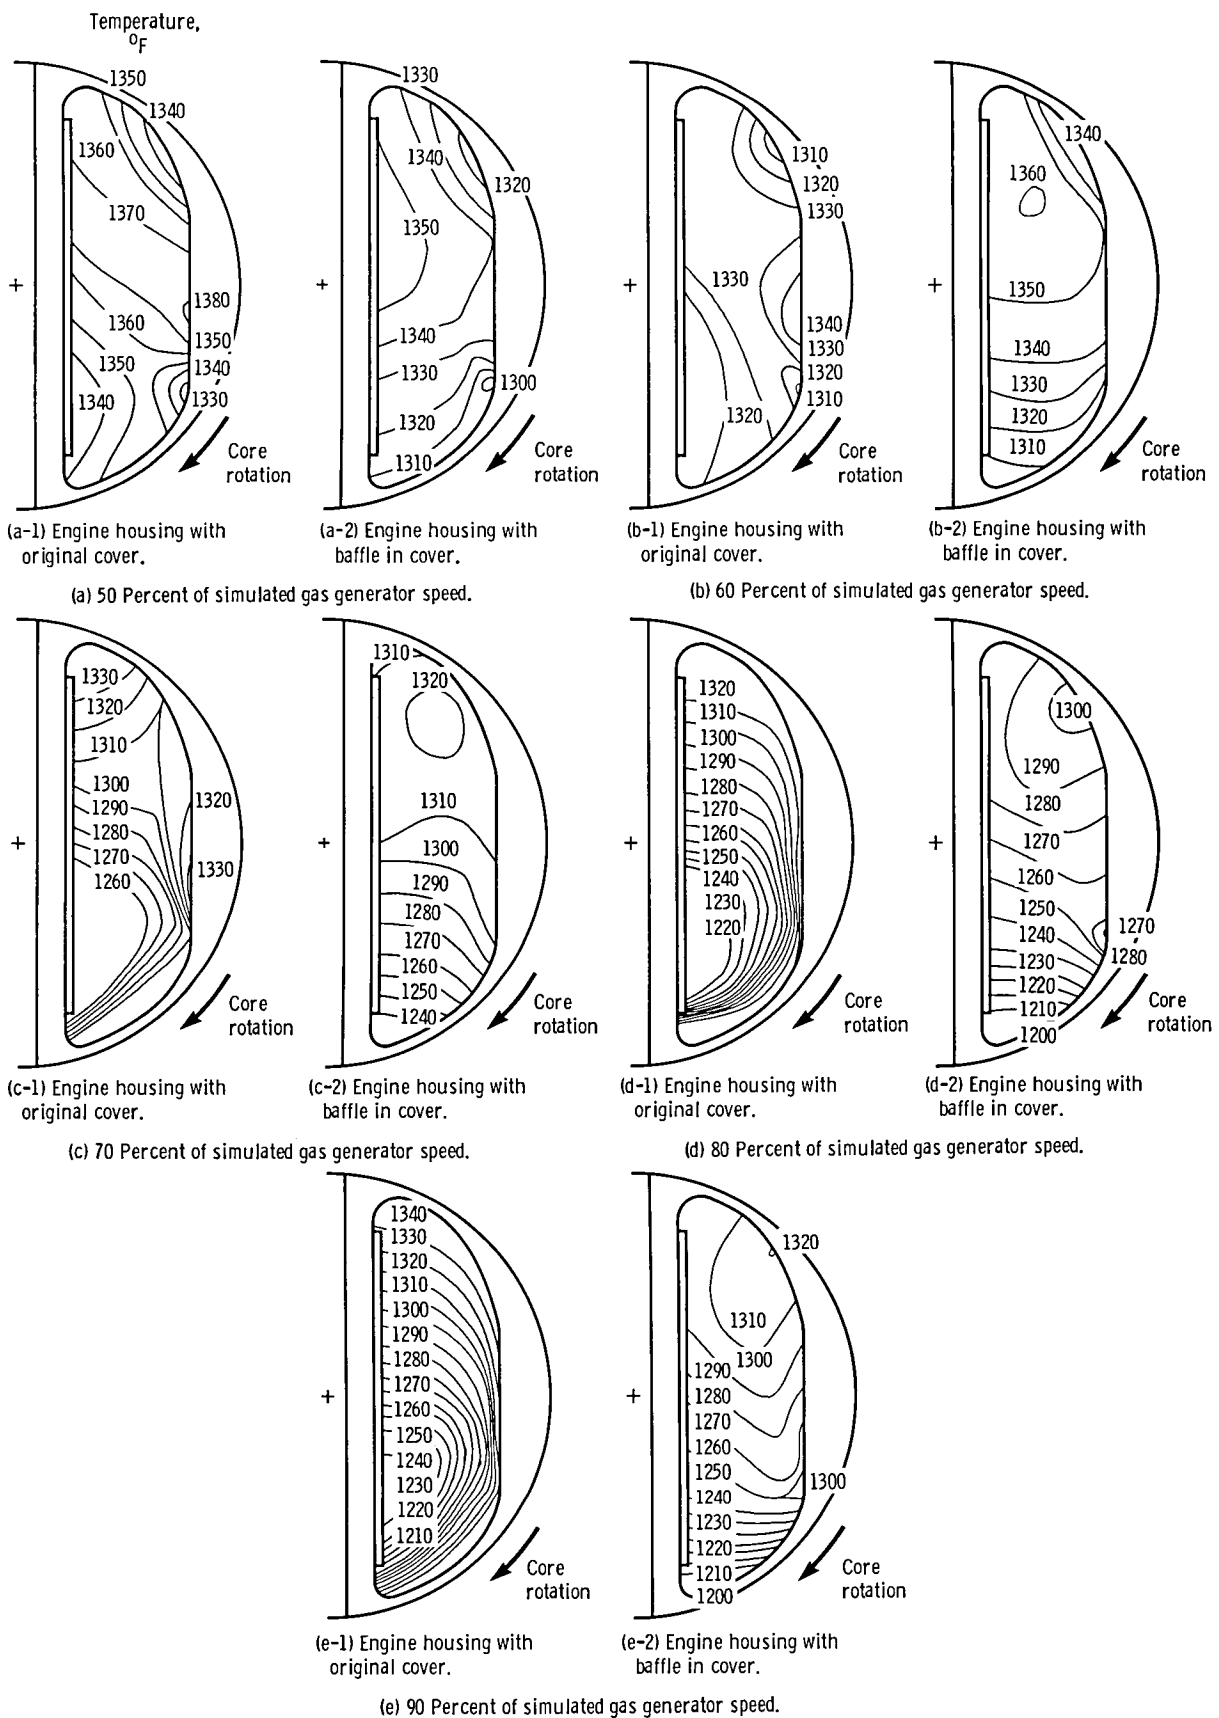 Temperature,
°F
1350
1340
1360
1370
1380
1360
1350
1350
1340
1340
1330
Core
rotation
(a-1) Engine housing with
original cover.
1330
1340
1320
1350
1340
1330
1300
1320
1310
Core
rotation
(a-2) Engine housing with
baffle in cover.
(a) 50 Percent of simulated gas generator speed.
1310
1320
1330
1330
1340
1330
1320
1310
1320
Core
rotation
(b-1) Engine housing with
original cover.
1340
1360
1350
1340
1330
1320
1310
Core
rotation
(b-2) Engine housing with
baffle in cover.
(b) 60 Percent of simulated gas generator speed.
1330
1320
1310
1300
1290
1320
1280
1270
1330
1260
Core
rotation
(c-1) Engine housing with
original cover.
1310
1320
1310
1300
1290
1280
1270
1260
1250
1240
Core
rotation
(c-2) Engine housing with
baffle in cover.
(c) 70 Percent of simulated gas generator speed.
1320
1310
1300
1290
1280
1270
1260
1250
1240
1230
1220
Core
rotation
(d-1) Engine housing with
original cover.
1300
1290
1280
1270
1260
1250
1270
1240
1280
1230
1220
1210
1200
Core
rotation
(d-2) Engine housing with
baffle in cover.
(d) 80 Percent of simulated gas generator speed.
1340
1330
1320
1310
1300
1290
1280
1270
1260
1250
1240
1230
1220
1210
Core
rotation
(e-1) Engine housing with
original cover.
1320
1310
1300
1290
1280
1270
1260
1250
1300
1240
1230
1220
1210
1200
Core
rotation
(e-2) Engine housing with
baffle in cover.
(e) 90 Percent of simulated gas generator speed.